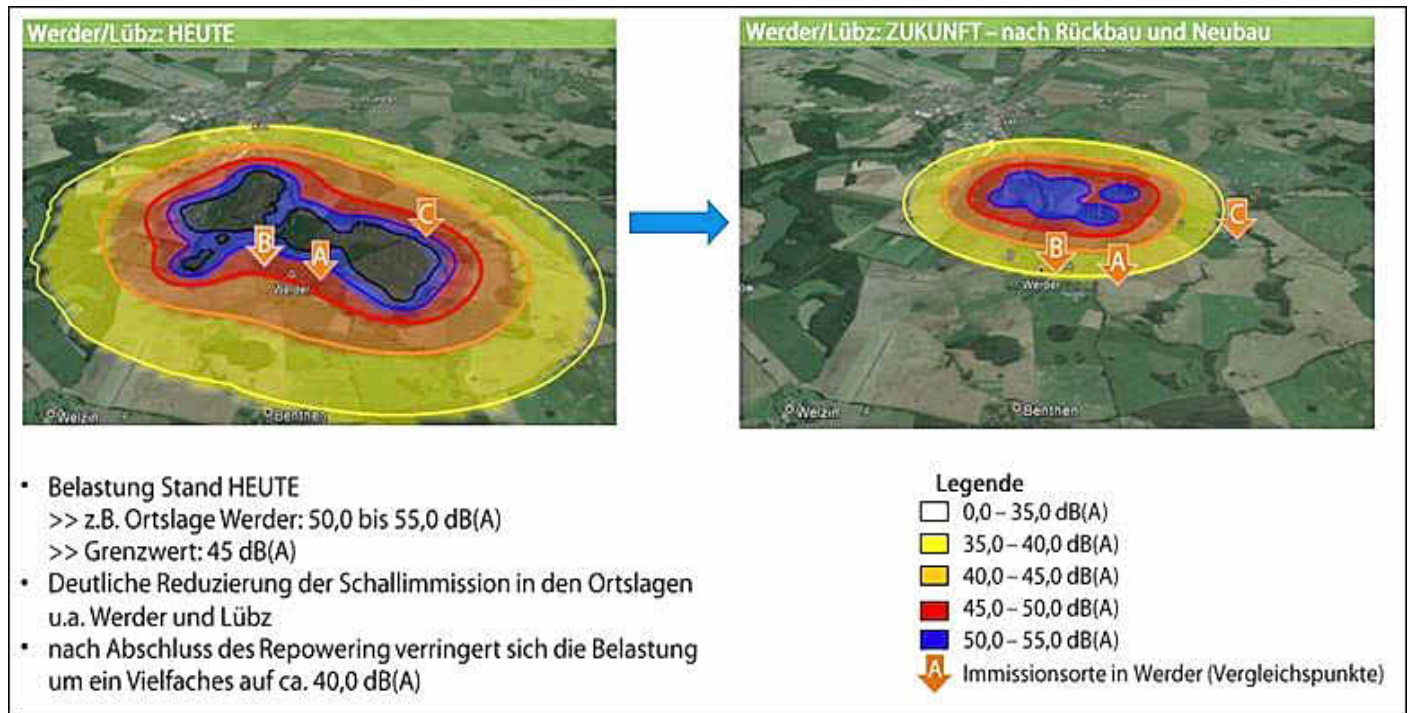 Werder/Lübz: HEUTE
Werder/Lübz: ZUKUNFT – nach Rückbau und Neubau
C
B
A
Werder
Welzin
Benthen
C
B
A
Werder
Welzin
Benthen
• Belastung Stand HEUTE
>> z.B. Ortslage Werder: 50,0 bis 55,0 dB(A)
>> Grenzwert: 45 dB(A)
• Deutliche Reduzierung der Schallimmission in den Ortslagen
u.a. Werder und Lübz
• nach Abschluss des Repowering verringert sich die Belastung
um ein Vielfaches auf ca. 40,0 dB(A)
Legende
0,0 – 35,0 dB(A)
35,0 – 40,0 dB(A)
40,0 – 45,0 dB(A)
45,0 – 50,0 dB(A)
50,0 – 55,0 dB(A)
A Immissionsorte in Werder (Vergleichspunkte)